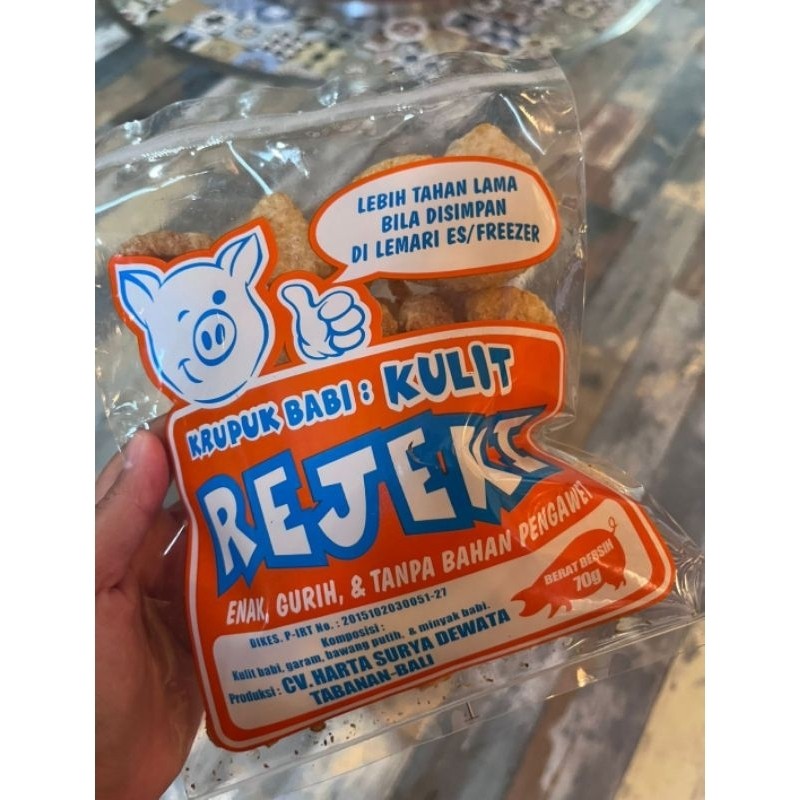 LEBIH TAHAN LAMA
BILA DISIMPAN
DI LEMARI ES/FREEZER
KRUPUK BABI : KULIT
REJEKI
ENAK, GURIH, & TANPA BAHAN PENGAWET
BERAT BERSIH
70g
DIKES. P-IRT No. : 2015102030051-27
Komposisi :
Kulit babi, garam, bawang putih, & minyak babi.
Produksi : CV. HARTA SURYA DEWATA
TABANAN-BALI